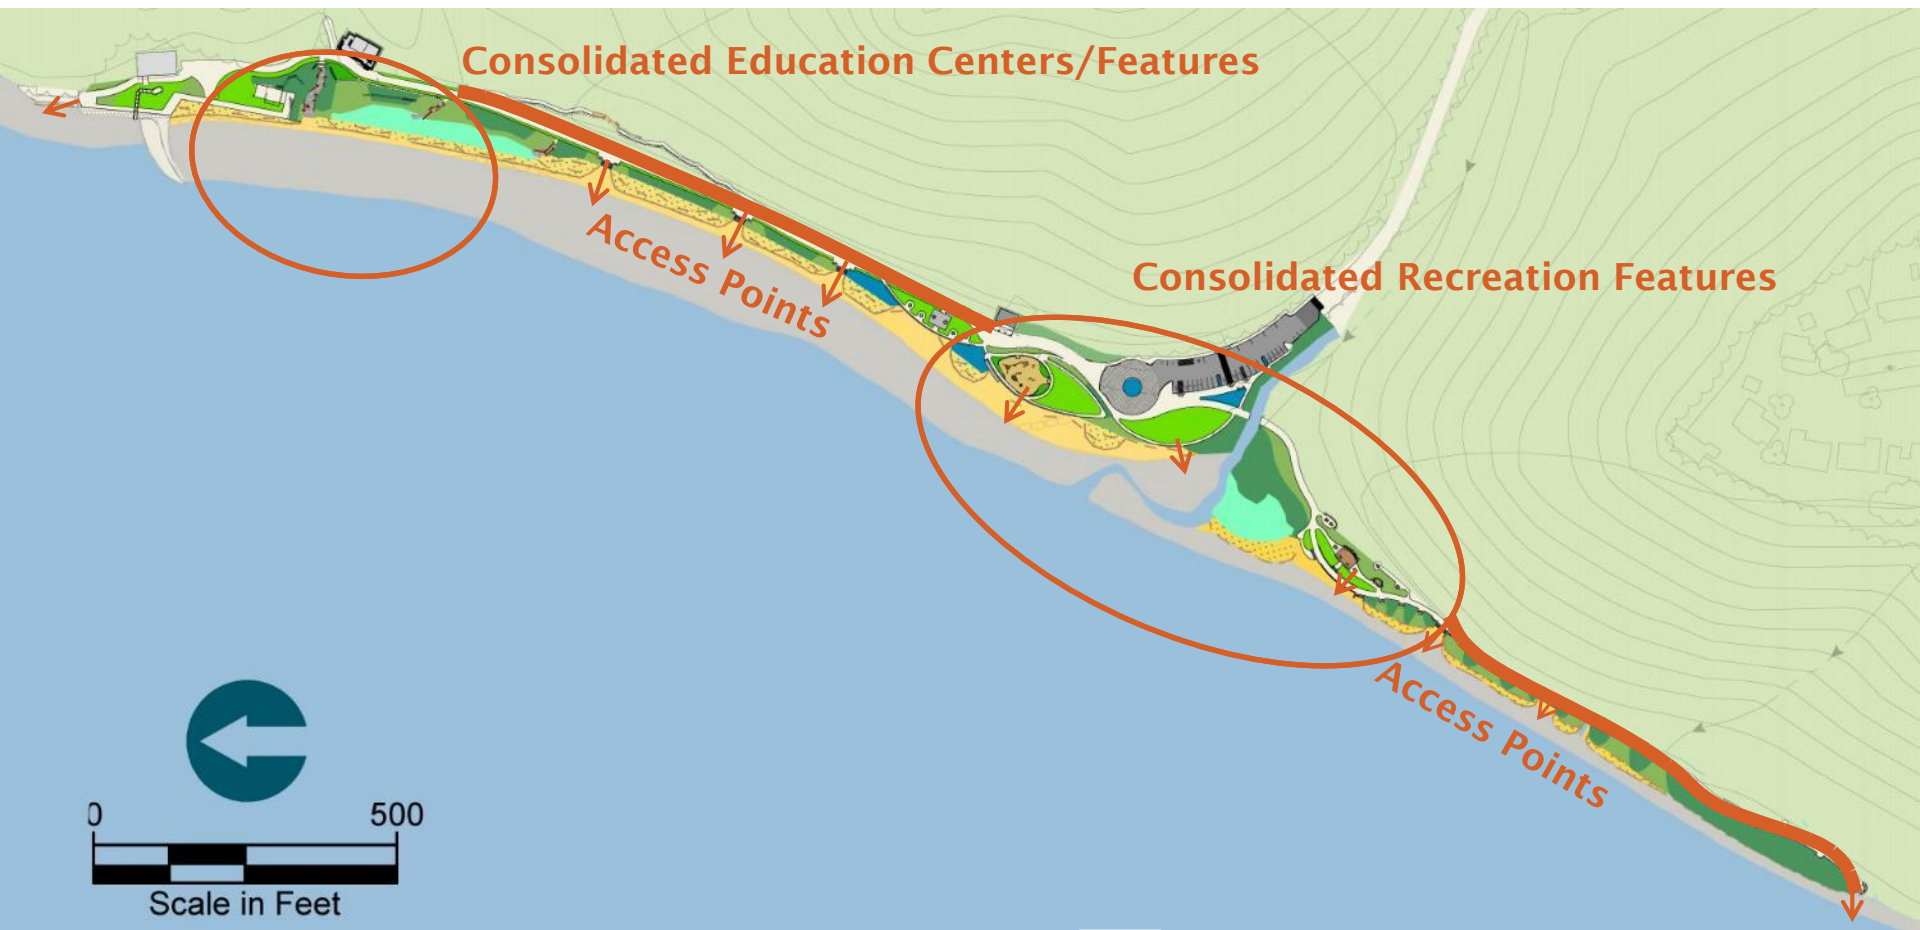 Consolidated Education Centers/Features
Access Points
Consolidated Recreation Features
Access Points
0 500
Scale in Feet